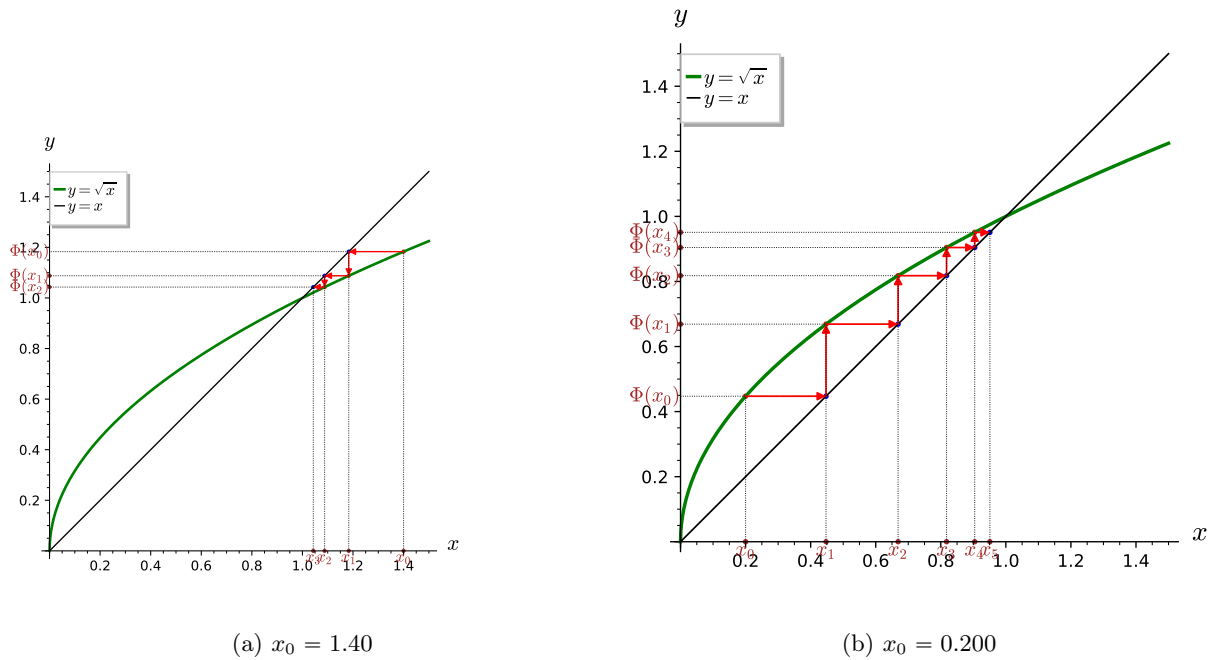 y
1.4
y = √x
y = x
1.2
Φ(x₀)
Φ(x₁)
Φ(x₂)
1.0
0.8
0.6
0.4
0.2
x₃ x₂ x₁ x₀
0.2 0.4 0.6 0.8 1.0 1.2 1.4
x
(a) x₀ = 1.40
y
y = √x
y = x
1.4
1.2
1.0
Φ(x₄)
Φ(x₃)
Φ(x₂)
0.8
Φ(x₁)
0.6
Φ(x₀)
0.4
0.2
x₀ x₁ x₂ x₃ x₄ x₅
0.2 0.4 0.6 0.8 1.0 1.2 1.4
x
(b) x₀ = 0.200